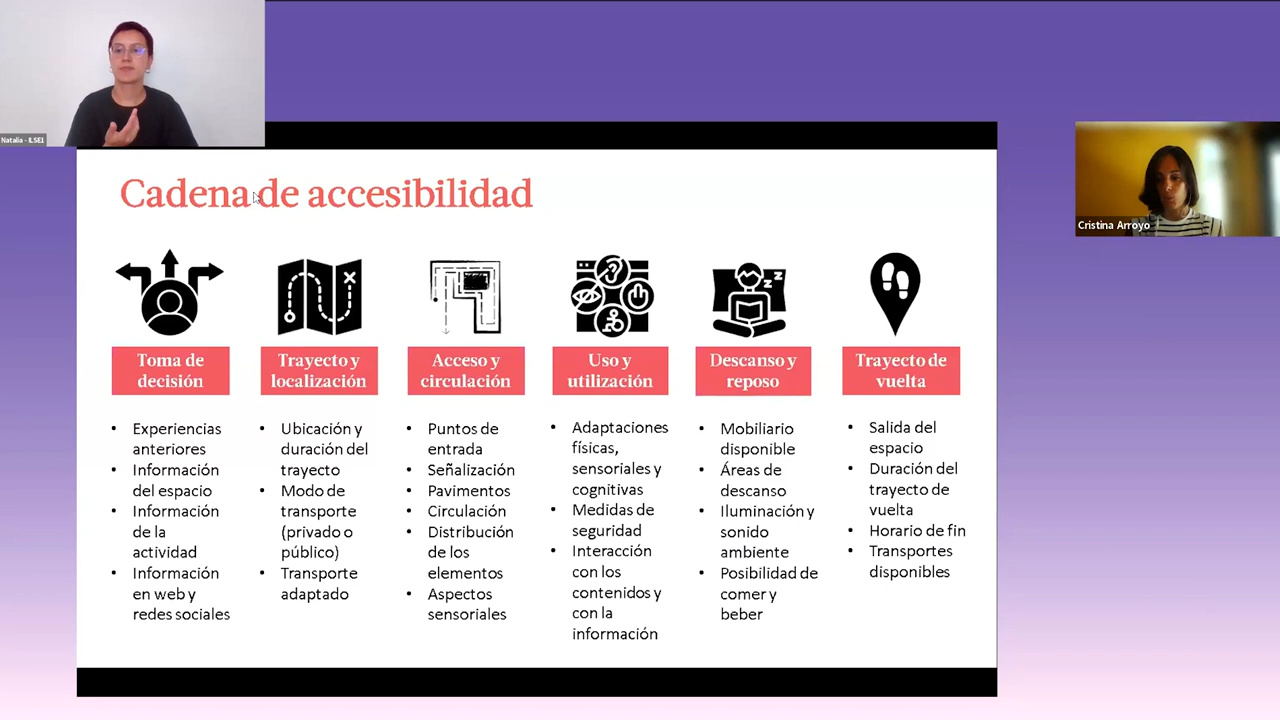 Natalia - ILSEI
Cristina Arroyo
Cadena de accesibilidad
Toma de
decisión
Experiencias
anteriores
Información
del espacio
Información
de la
actividad
Información
en web y
redes sociales
Trayecto y
localización
Ubicación y
duración del
trayecto
Modo de
transporte
(privado o
público)
Transporte
adaptado
Acceso y
circulación
Puntos de
entrada
Señalización
Pavimentos
Circulación
Distribución
de los
elementos
Aspectos
sensoriales
Uso y
utilización
Adaptaciones
físicas,
sensoriales y
cognitivas
Medidas de
seguridad
Interacción
con los
contenidos y
con la
información
Descanso y
reposo
Mobiliario
disponible
Áreas de
descanso
Iluminación y
sonido
ambiente
Posibilidad de
comer y
beber
Trayecto de
vuelta
Salida del
espacio
Duración del
trayecto de
vuelta
Horario de fin
Transportes
disponibles